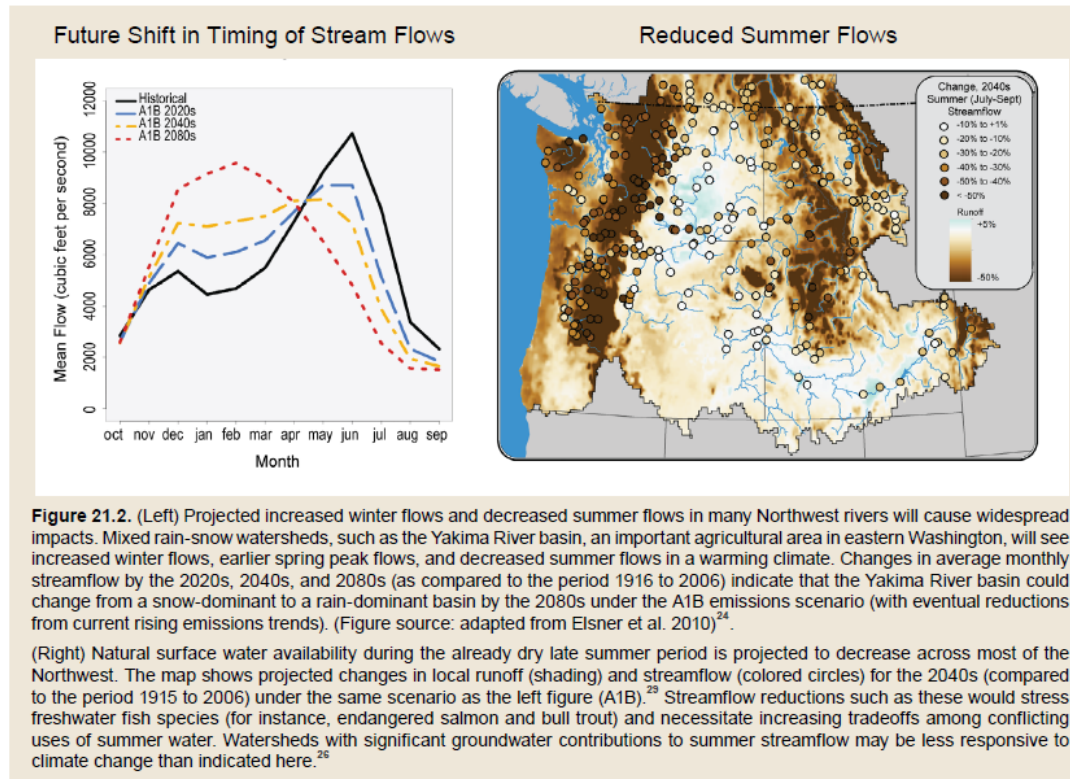 Future Shift in Timing of Stream Flows
Reduced Summer Flows
Mean Flow (cubic feet per second)
12000
10000
8000
6000
4000
2000
0
Historical
A1B 2020s
A1B 2040s
A1B 2080s
oct nov dec jan feb mar apr may jun jul aug sep
Month
Change, 2040s
Summer (July-Sept)
Streamflow
-10% to +1%
-20% to -10%
-30% to -20%
-40% to -30%
-50% to -40%
< -50%
Runoff
+5%
-50%
Figure 21.2. (Left) Projected increased winter flows and decreased summer flows in many Northwest rivers will cause widespread
impacts. Mixed rain-snow watersheds, such as the Yakima River basin, an important agricultural area in eastern Washington, will see
increased winter flows, earlier spring peak flows, and decreased summer flows in a warming climate. Changes in average monthly
streamflow by the 2020s, 2040s, and 2080s (as compared to the period 1916 to 2006) indicate that the Yakima River basin could
change from a snow-dominant to a rain-dominant basin by the 2080s under the A1B emissions scenario (with eventual reductions
from current rising emissions trends). (Figure source: adapted from Elsner et al. 2010)24.
(Right) Natural surface water availability during the already dry late summer period is projected to decrease across most of the
Northwest. The map shows projected changes in local runoff (shading) and streamflow (colored circles) for the 2040s (compared
to the period 1915 to 2006) under the same scenario as the left figure (A1B).29 Streamflow reductions such as these would stress
freshwater fish species (for instance, endangered salmon and bull trout) and necessitate increasing tradeoffs among conflicting
uses of summer water. Watersheds with significant groundwater contributions to summer streamflow may be less responsive to
climate change than indicated here.26